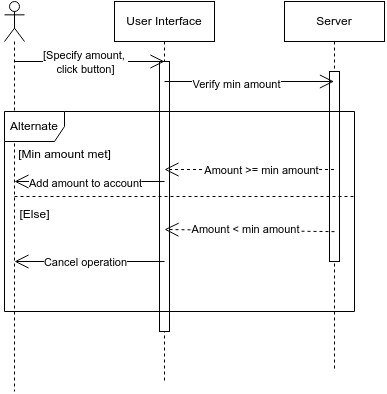 User Interface
Server
[Specify amount,
click button]
Verify min amount
Alternate
[Min amount met]
Amount >= min amount
Add amount to account
[Else]
Amount < min amount
Cancel operation